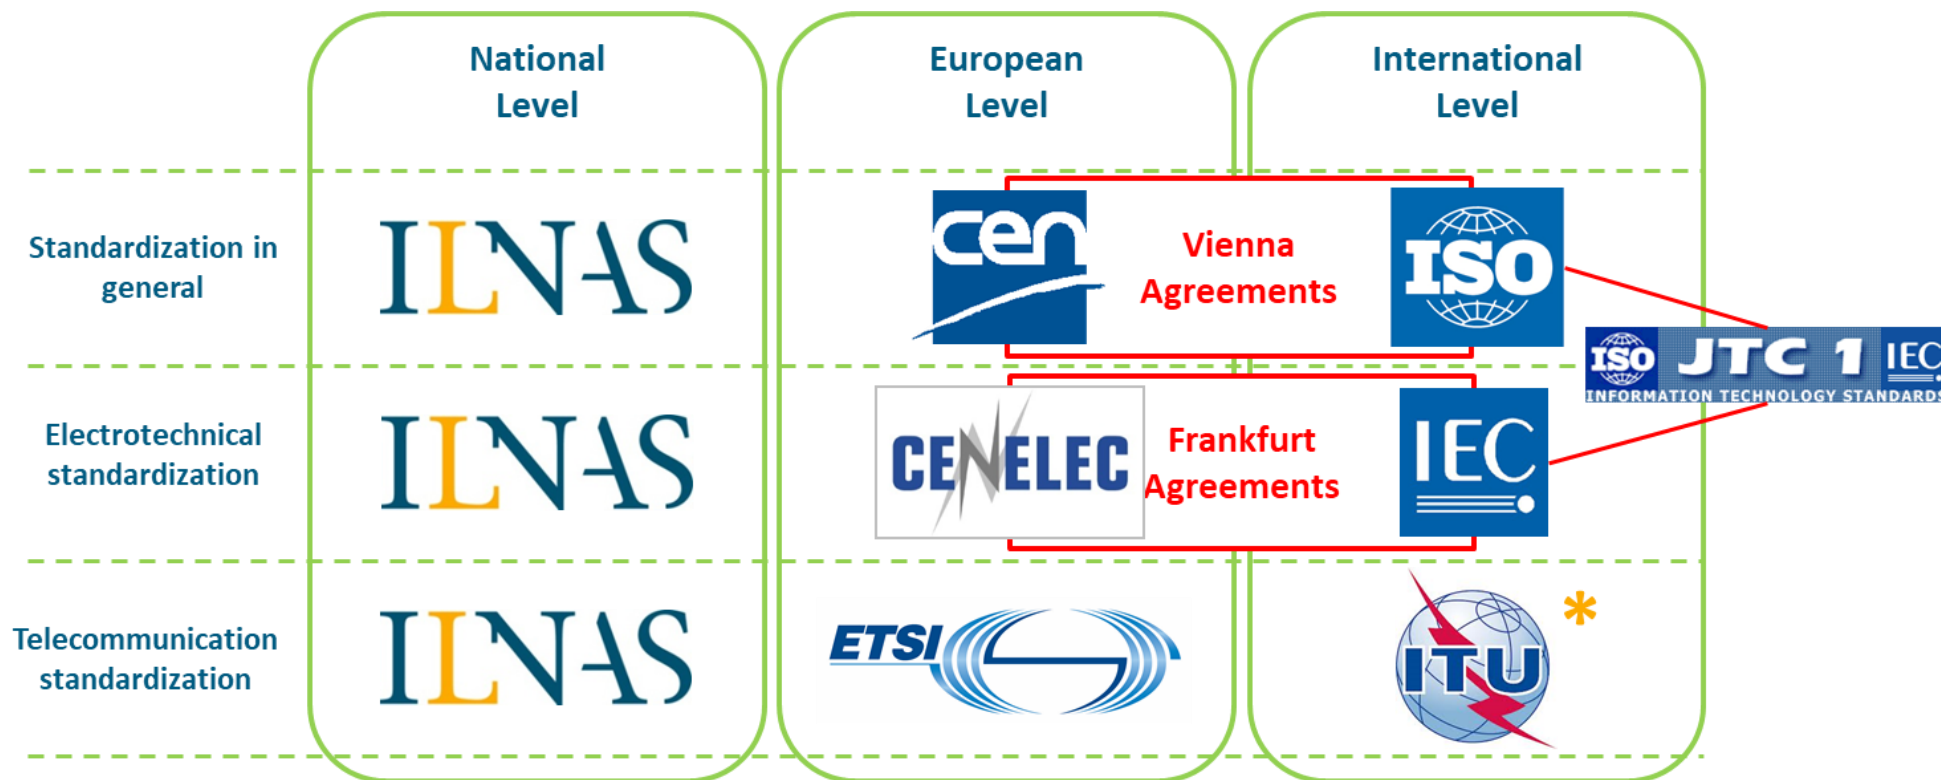 National
Level
European
Level
International
Level
Standardization in
general
ILNAS
cen
Vienna
Agreements
ISO
ISO JTC 1 IEC
INFORMATION TECHNOLOGY STANDARDS
Electrotechnical
standardization
ILNAS
CENELEC
Frankfurt
Agreements
IEC
Telecommunication
standardization
ILNAS
ETSI
ITU *